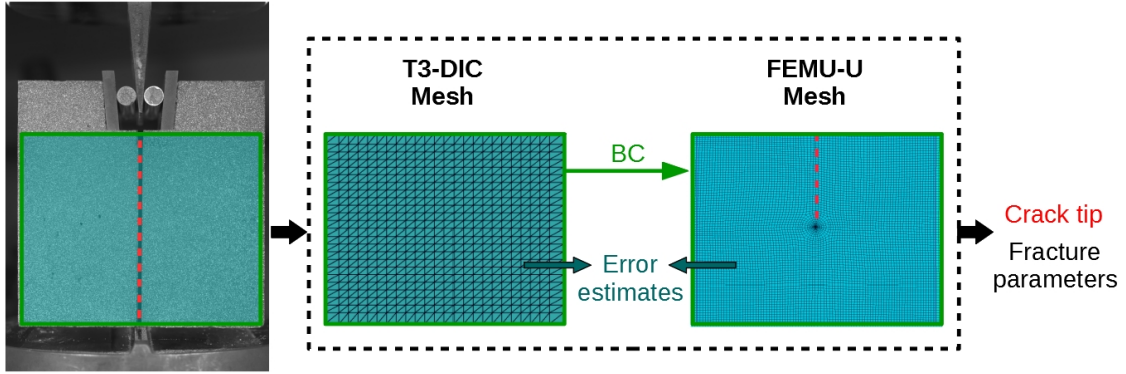 T3-DIC
Mesh
FEMU-U
Mesh
BC
Error
estimates
Crack tip
Fracture
parameters